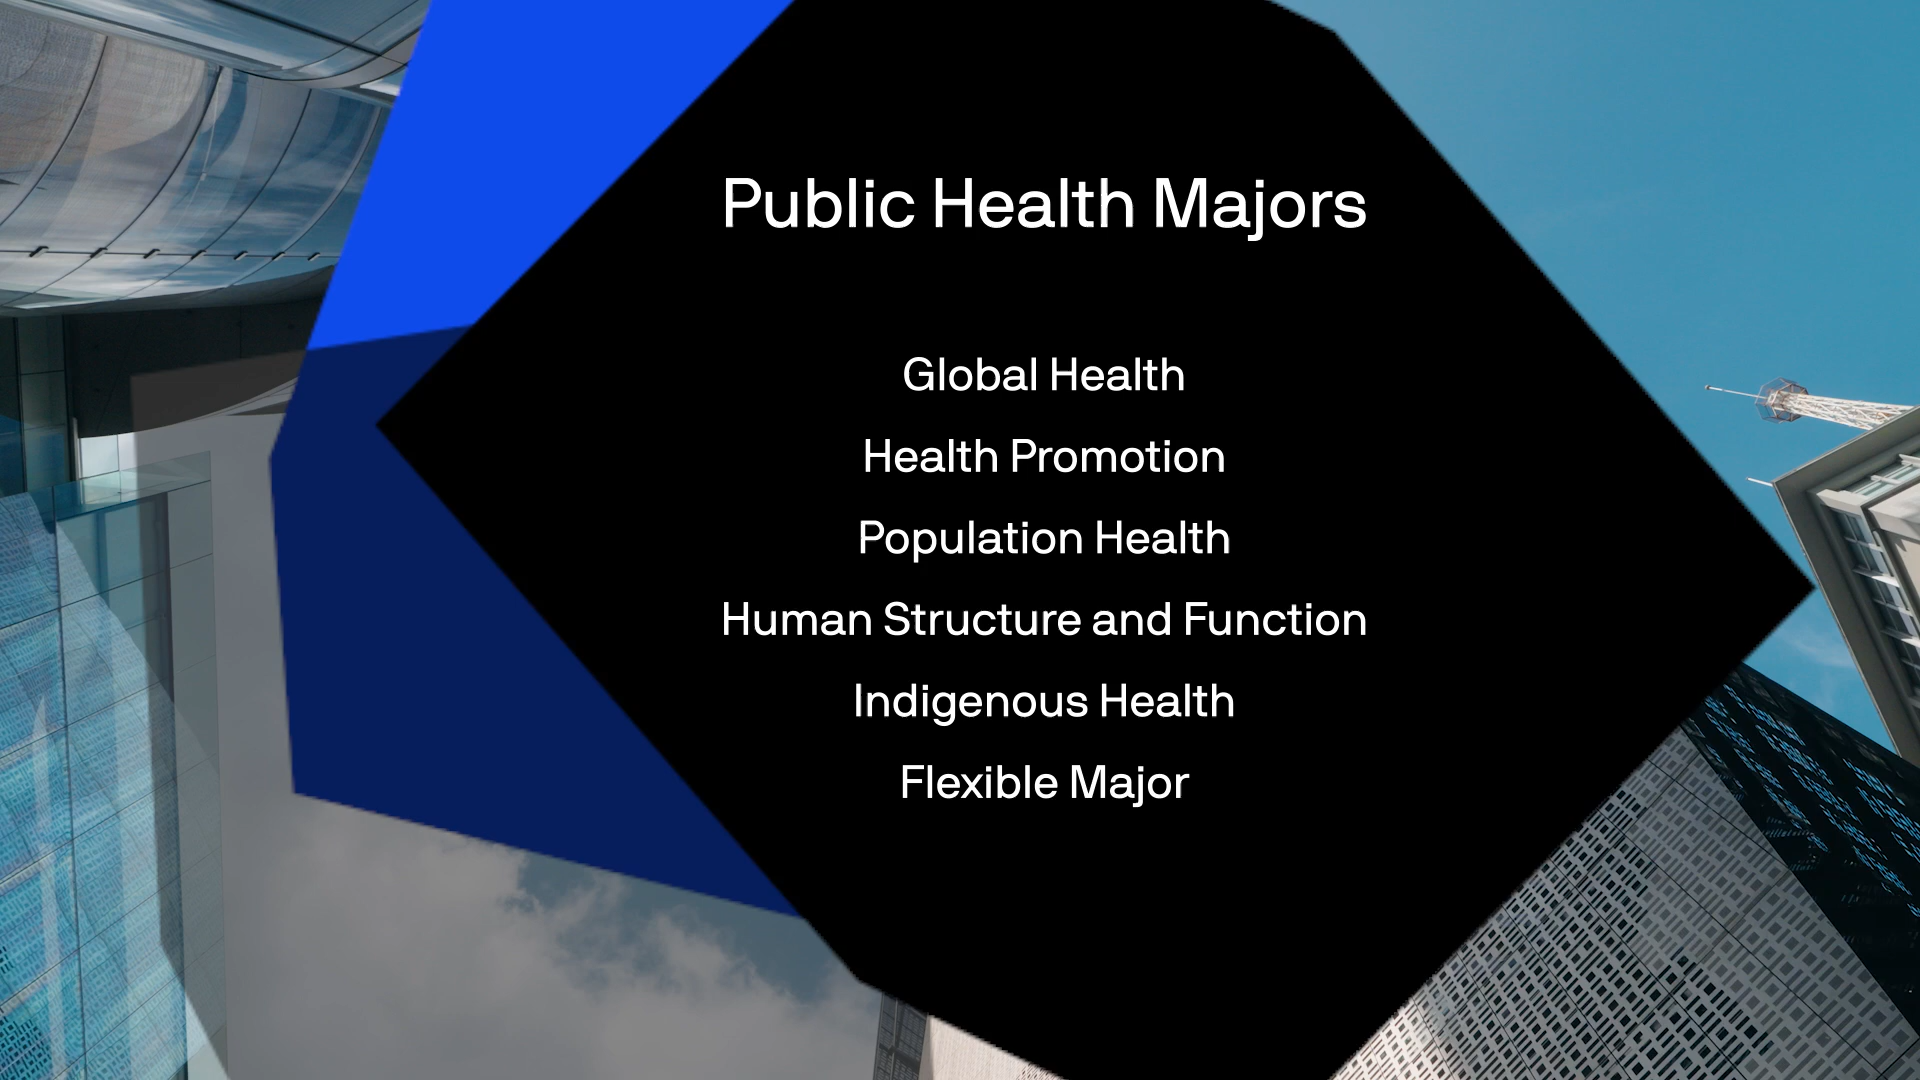 Public Health Majors
Global Health
Health Promotion
Population Health
Human Structure and Function
Indigenous Health
Flexible Major